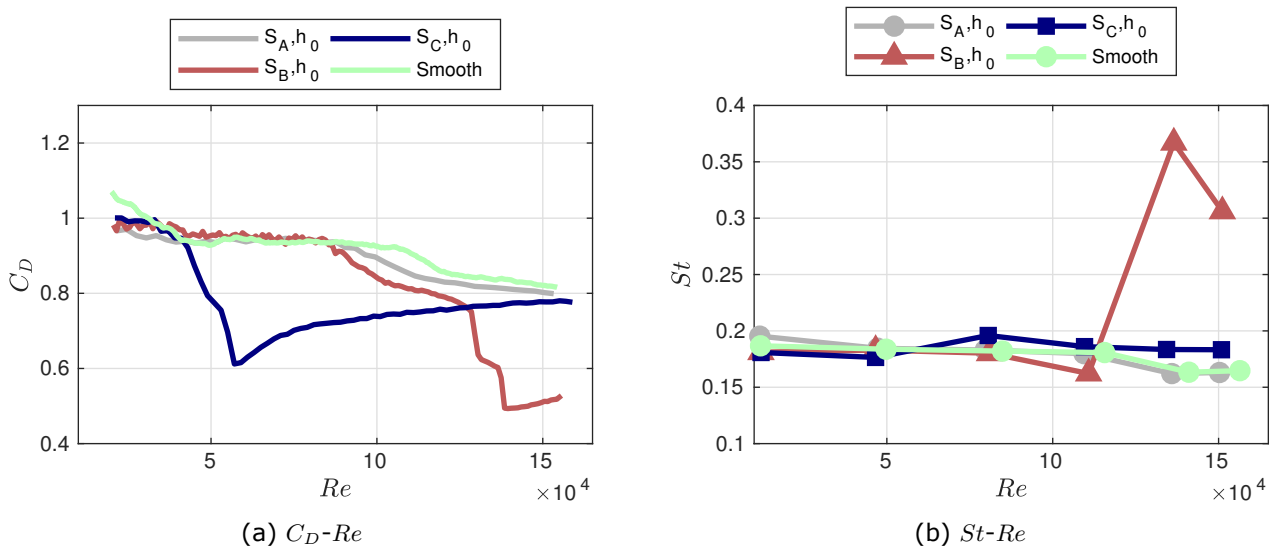 S_A,h_0 S_C,h_0
S_B,h_0 Smooth
1.2
1
0.8
0.6
0.4
C_D
5 10 15
Re ×10^4
(a) C_D-Re
S_A,h_0 S_C,h_0
S_B,h_0 Smooth
0.4
0.35
0.3
0.25
0.2
0.15
0.1
St
5 10 15
Re ×10^4
(b) St-Re